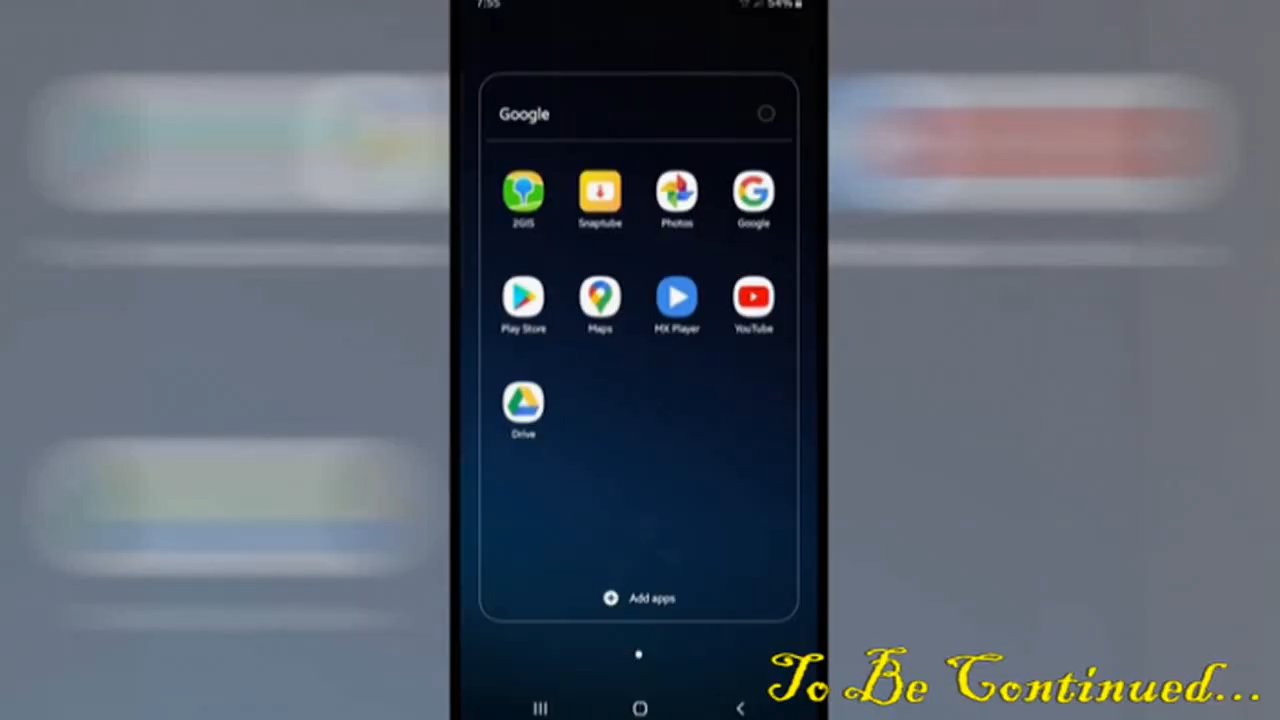 7:55 54%
Google
2GIS Snaptube Photos Google
Play Store Maps MX Player YouTube
Drive
Add apps
To Be Continued...